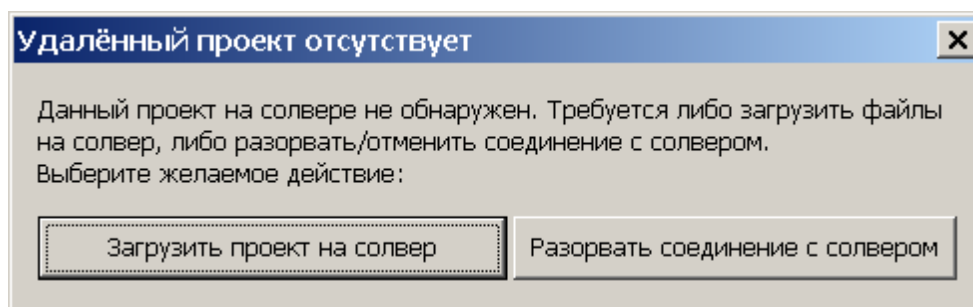 Удалённый проект отсутствует
Данный проект на солвере не обнаружен. Требуется либо загрузить файлы
на солвер, либо разорвать/отменить соединение с солвером.
Выберите желаемое действие:
Загрузить проект на солвер Разорвать соединение с солвером